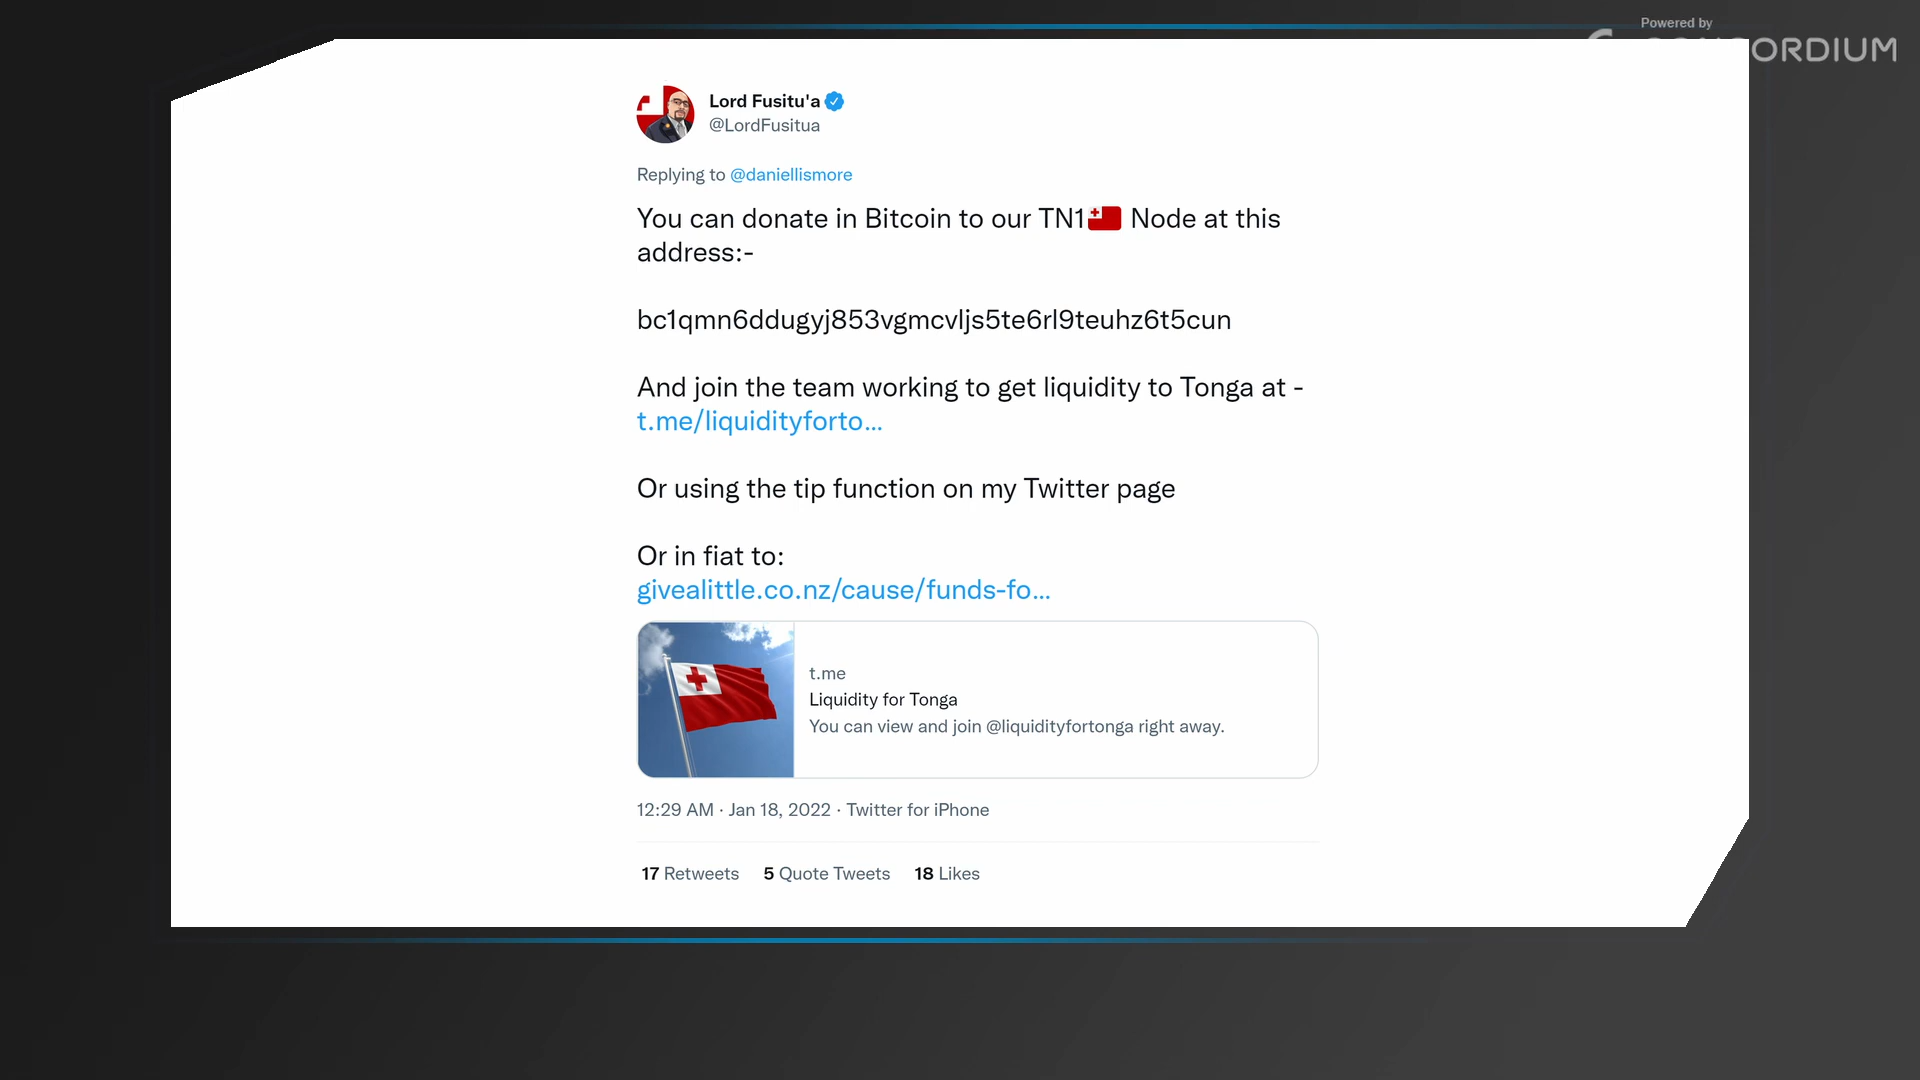 Powered by
CONCORDIUM
Lord Fusitu'a
@LordFusitua
Replying to @daniellismore
You can donate in Bitcoin to our TN1🇹🇴 Node at this
address:-
bc1qmn6ddugyj853vgmcvljs5te6rl9teuhz6t5cun
And join the team working to get liquidity to Tonga at -
t.me/liquidityforto...
Or using the tip function on my Twitter page
Or in fiat to:
givealittle.co.nz/cause/funds-fo...
t.me
Liquidity for Tonga
You can view and join @liquidityfortonga right away.
12:29 AM · Jan 18, 2022 · Twitter for iPhone
17 Retweets 5 Quote Tweets 18 Likes